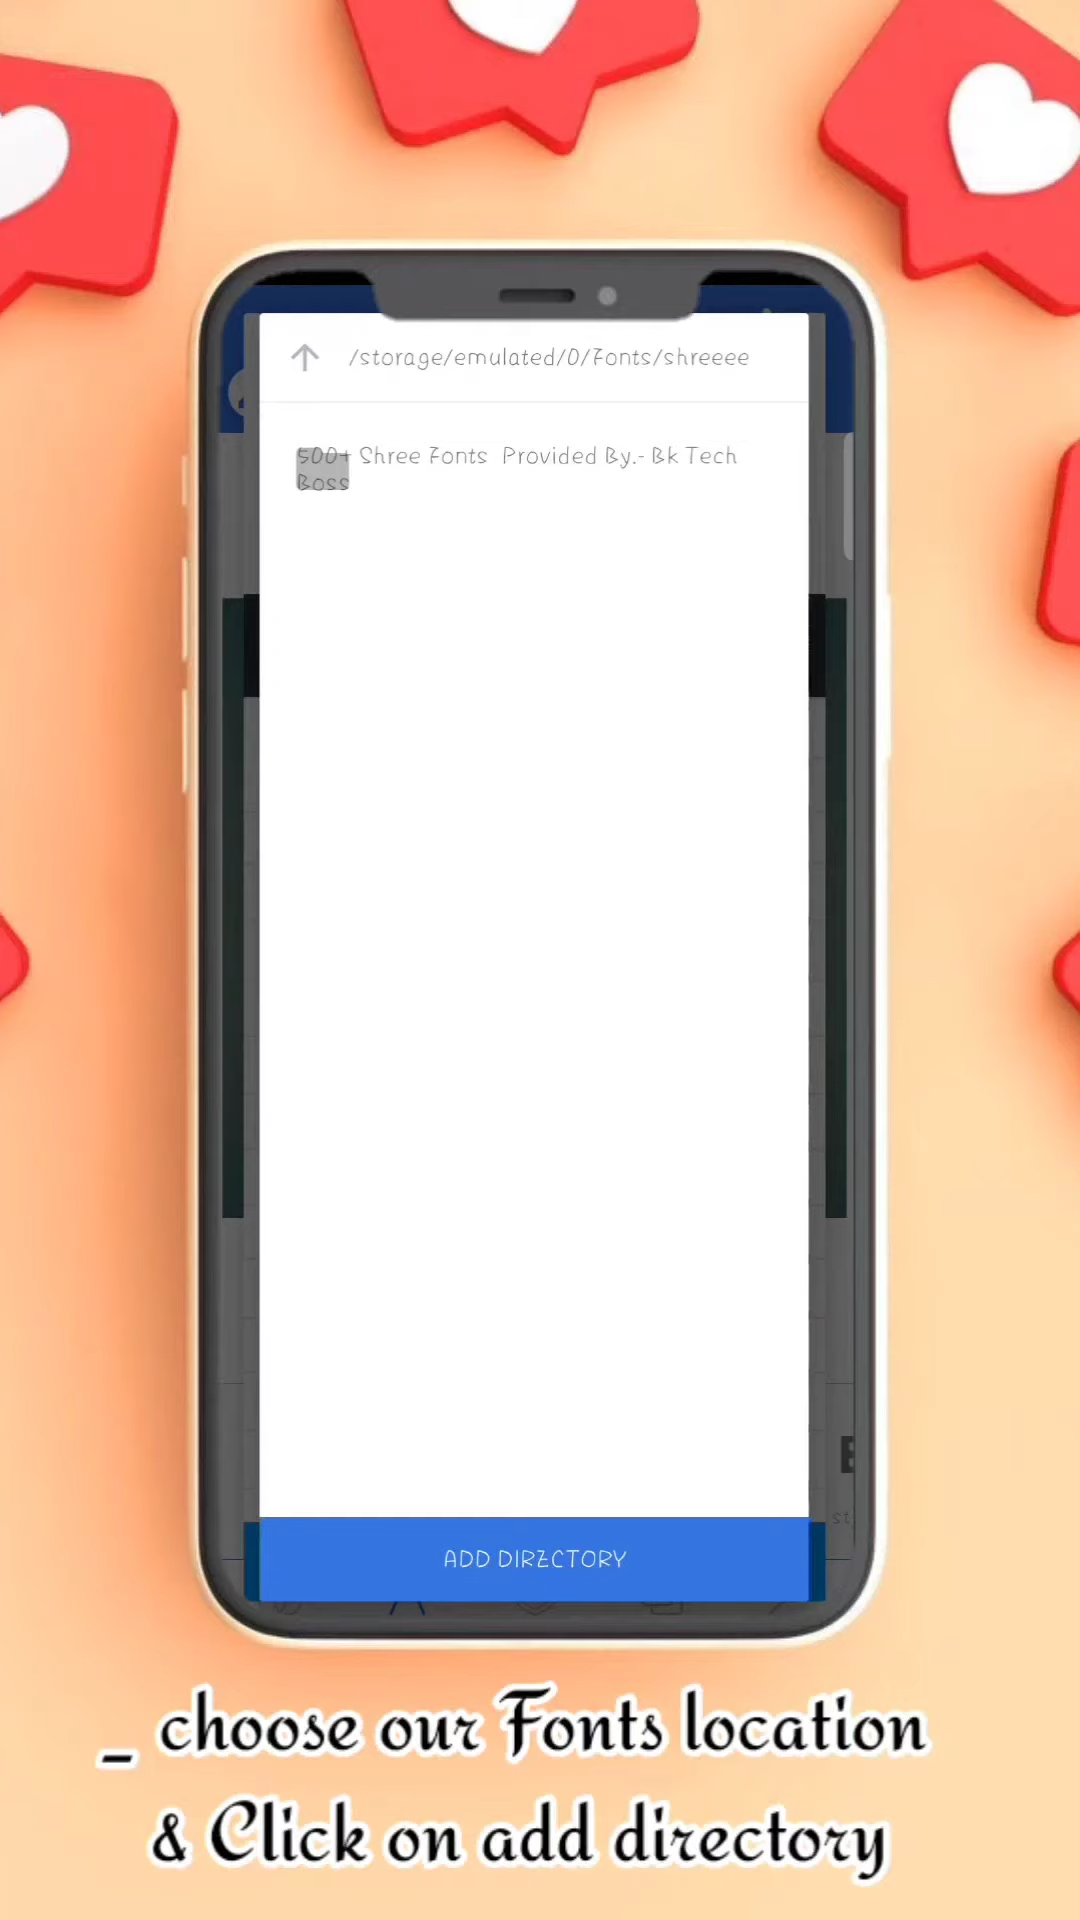 /storage/emulated/0/Fonts/shreeee
500+ Shree Fonts Provided By.- Bk Tech
Boss
B
st
ADD DIRECTORY
_ choose our Fonts location
& Click on add directory